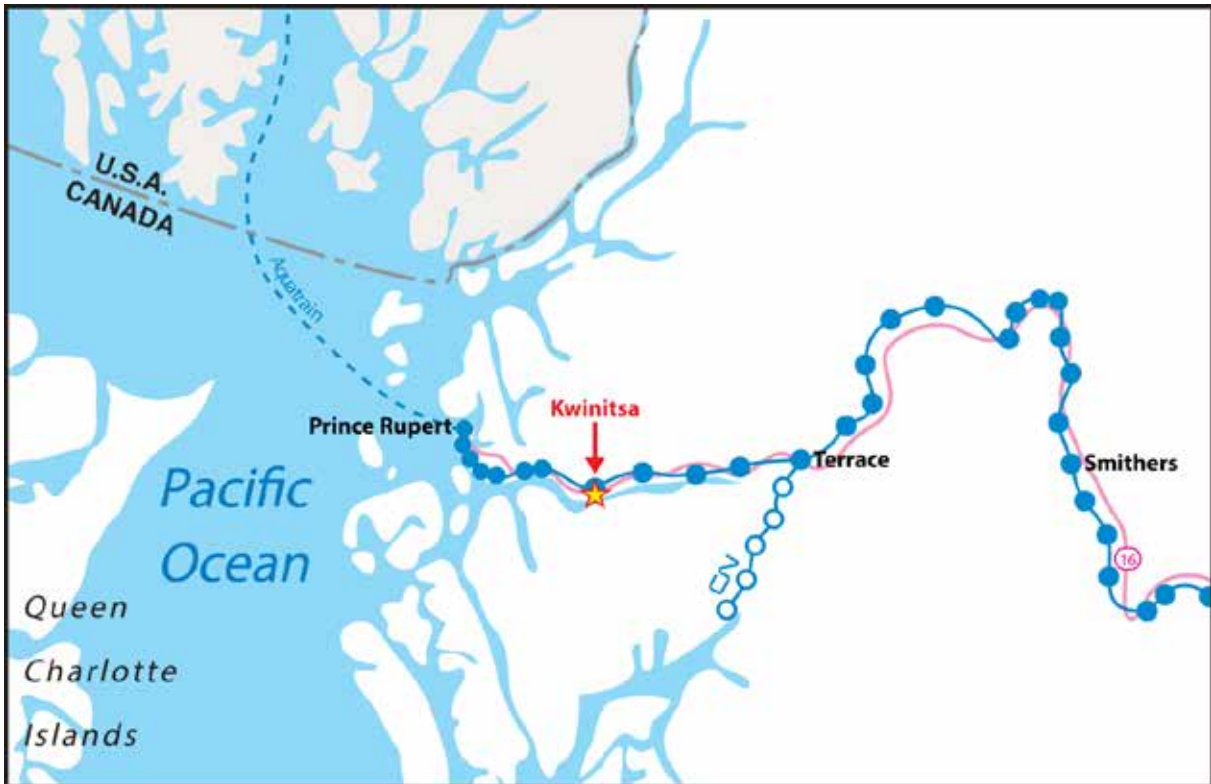 U.S.A.
CANADA
Aquatrain
Kwinitsa
Prince Rupert
Terrace
Smithers
Pacific
Ocean
CN
16
Queen
Charlotte
Islands